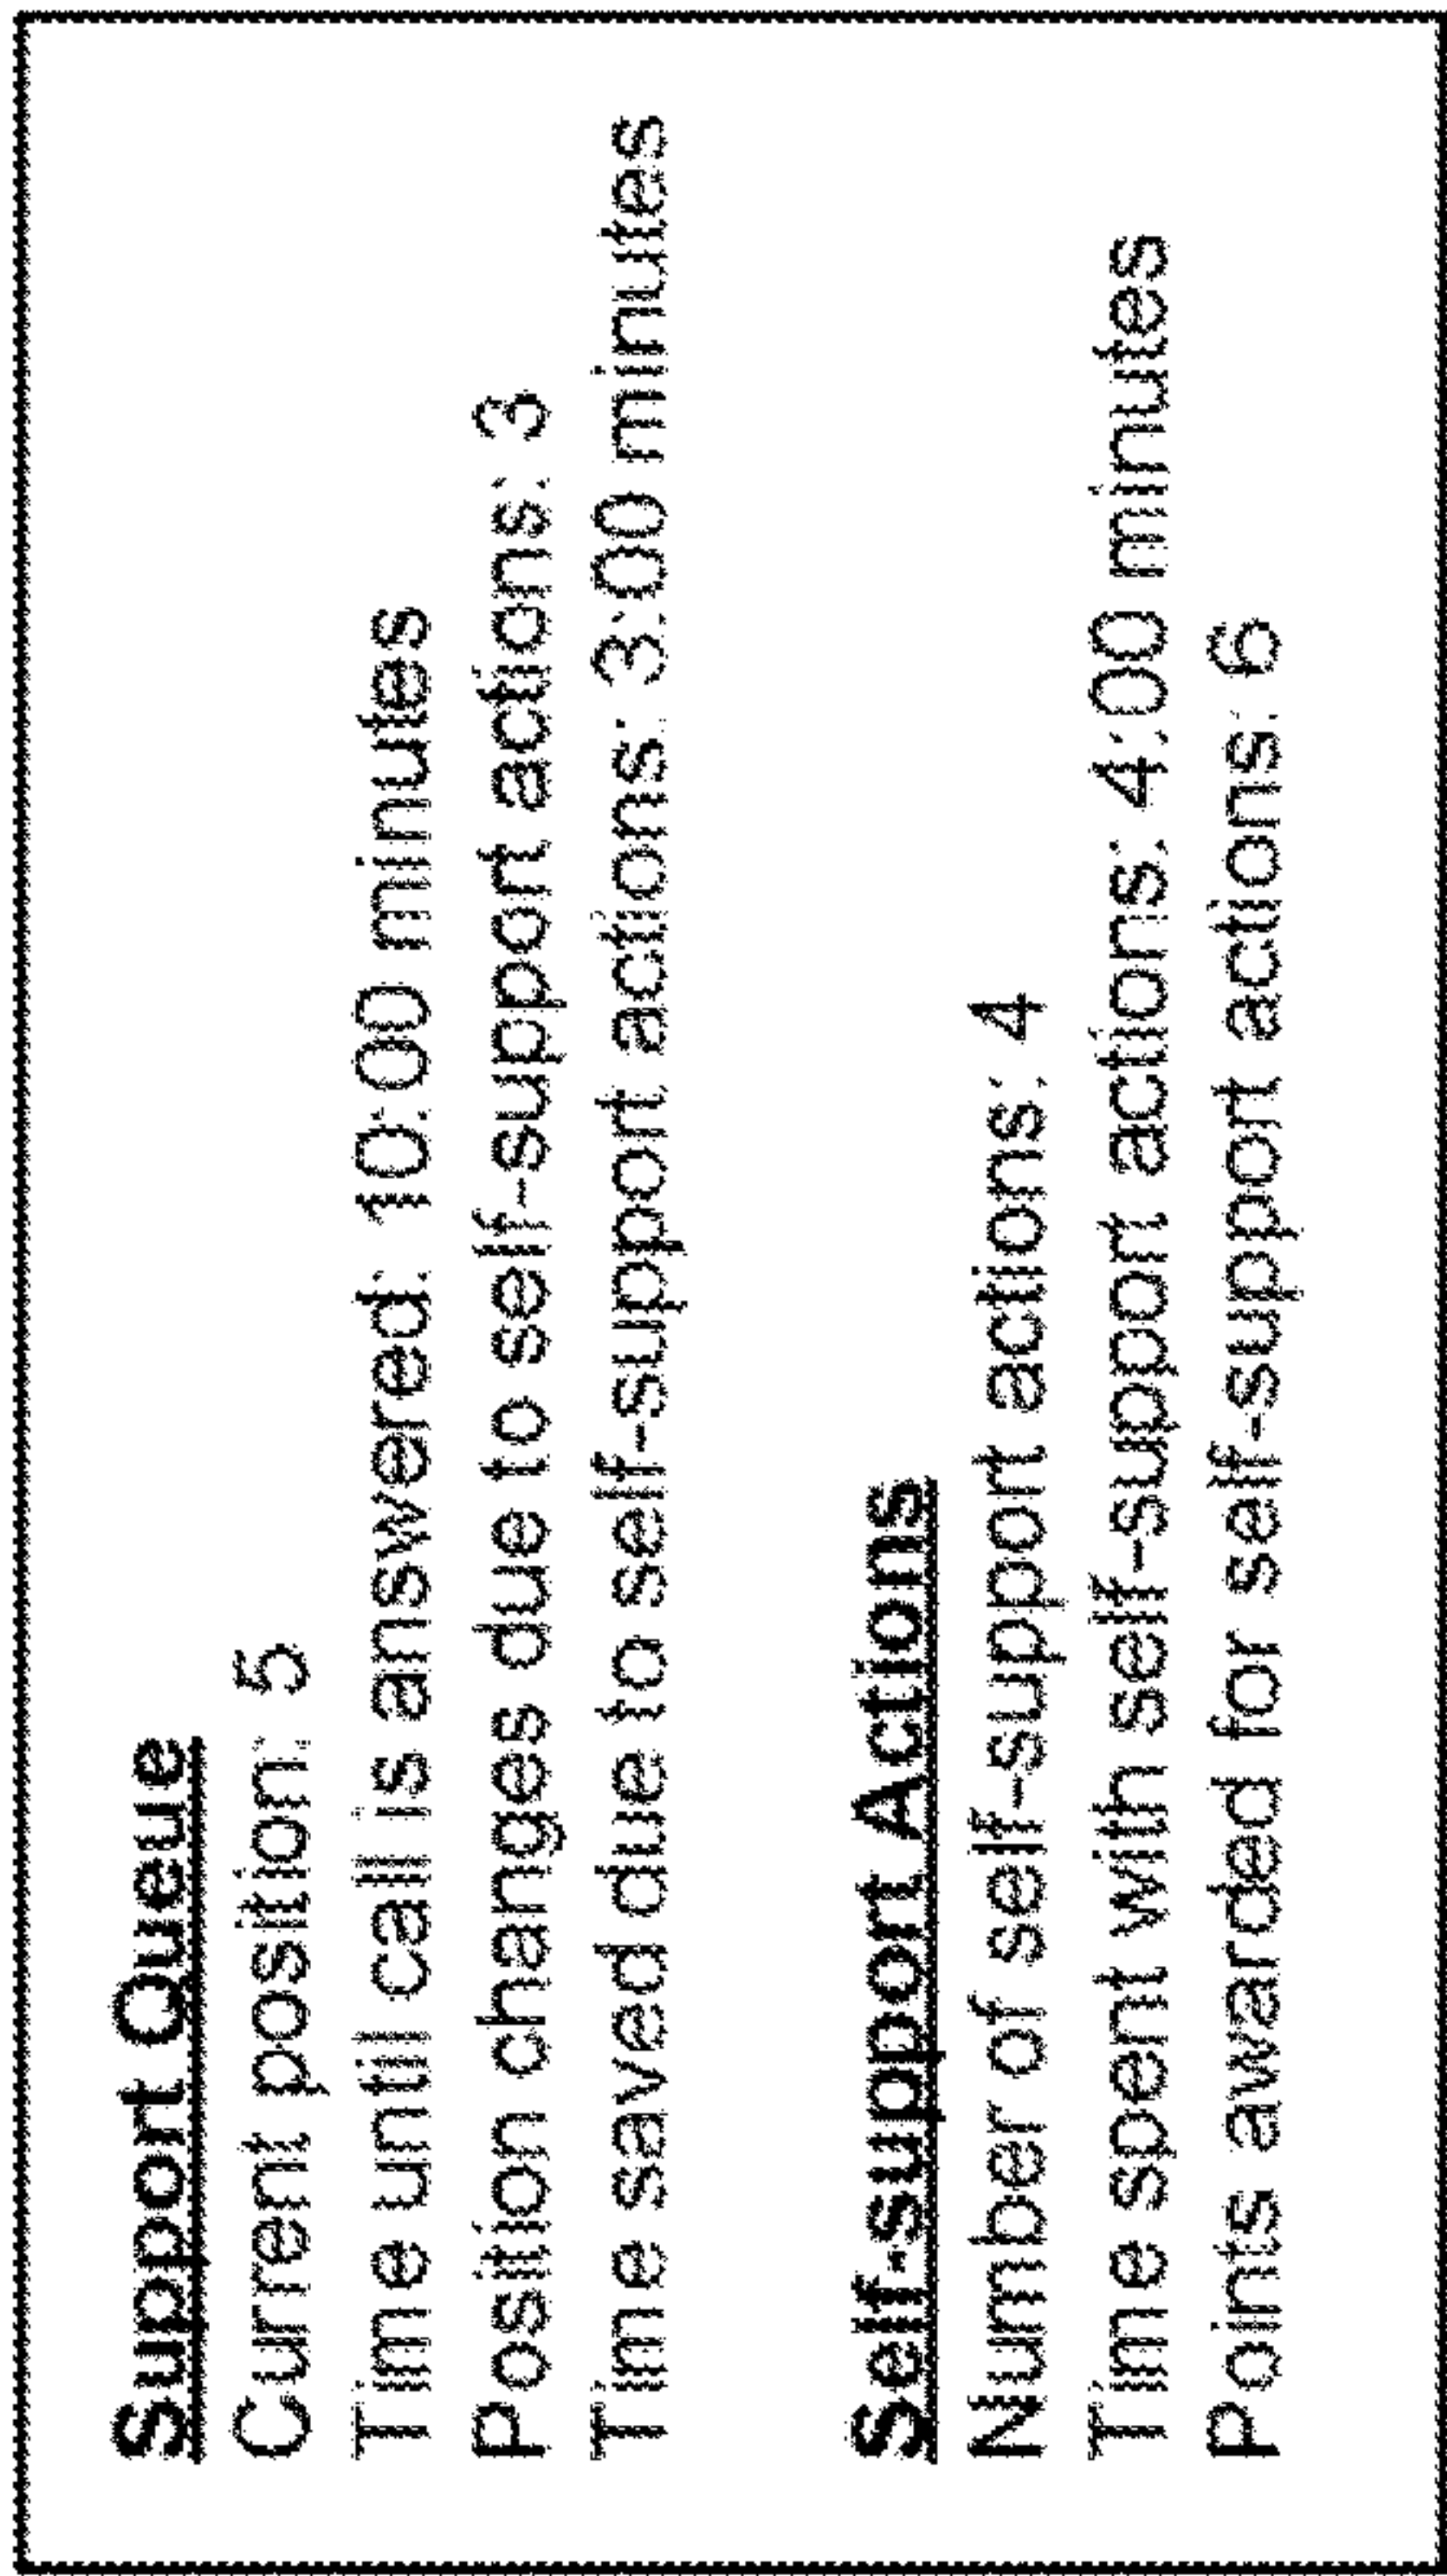 Support Queue
Current position: 5
Time until call is answered: 10:00 minutes
Position changes due to self-support actions: 3
Time saved due to self-support actions: 3:00 minutes
Self-support Actions
Number of self-support actions: 4
Time spent with self-support actions: 4:00 minutes
Points awarded for self-support actions: 6